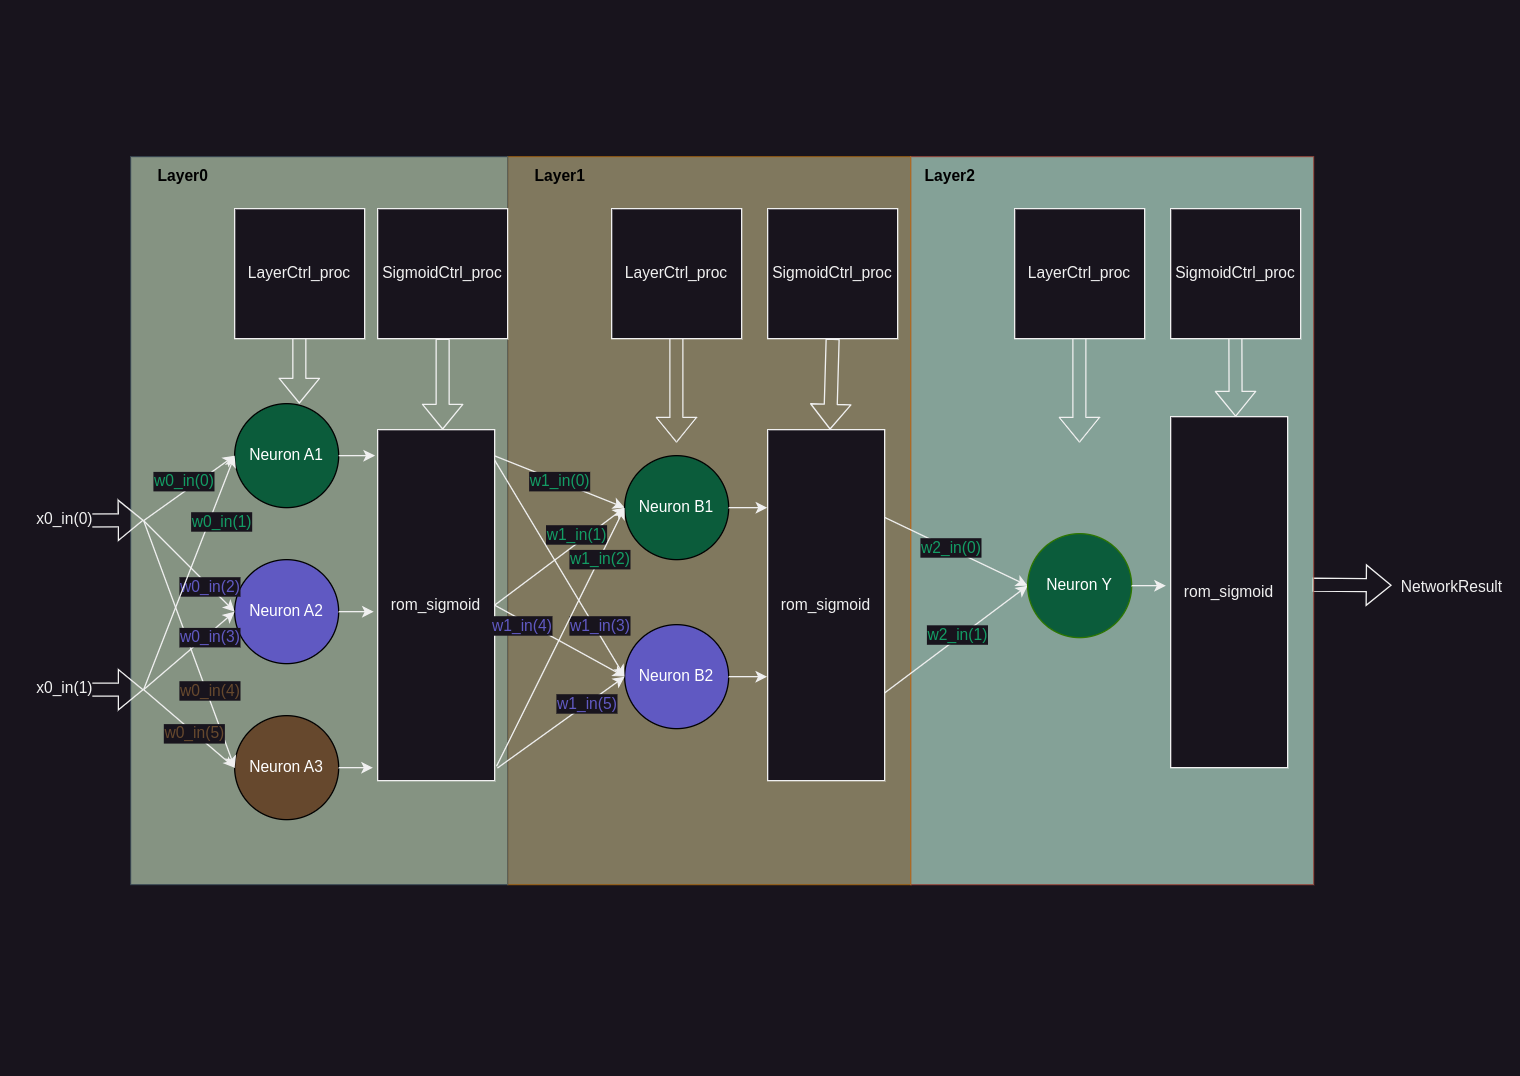 Layer0
Layer1
Layer2
LayerCtrl_proc
SigmoidCtrl_proc
LayerCtrl_proc
SigmoidCtrl_proc
LayerCtrl_proc
SigmoidCtrl_proc
x0_in(0)
x0_in(1)
w0_in(0)
w0_in(1)
w0_in(2)
w0_in(3)
w0_in(4)
w0_in(5)
Neuron A1
Neuron A2
Neuron A3
rom_sigmoid
w1_in(0)
w1_in(1)
w1_in(2)
w1_in(4)
w1_in(3)
w1_in(5)
Neuron B1
Neuron B2
rom_sigmoid
w2_in(0)
w2_in(1)
Neuron Y
rom_sigmoid
NetworkResult